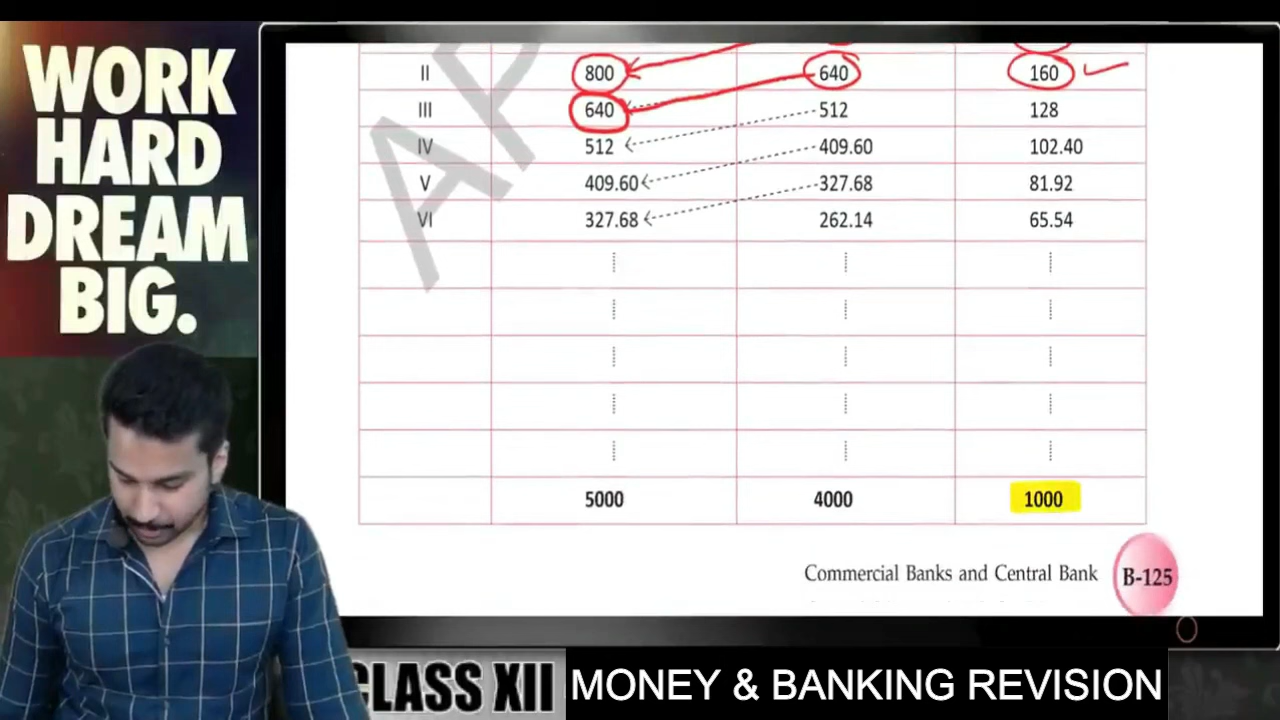 WORK
HARD
DREAM
BIG.
II 800 640 160
III 640 512 128
IV 512 409.60 102.40
V 409.60 327.68 81.92
VI 327.68 262.14 65.54
5000 4000 1000
Commercial Banks and Central Bank B-125
CLASS XII MONEY & BANKING REVISION